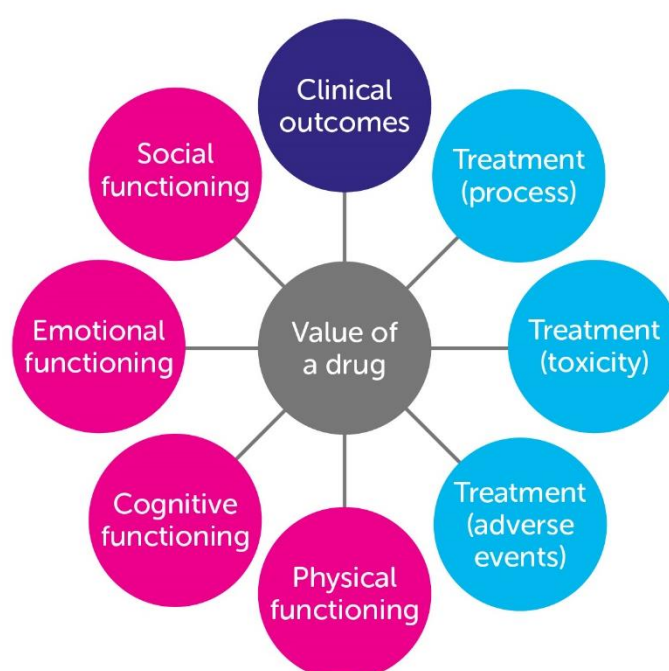 Clinical
outcomes
Treatment
(process)
Treatment
(toxicity)
Treatment
(adverse
events)
Physical
functioning
Cognitive
functioning
Emotional
functioning
Social
functioning
Value of
a drug